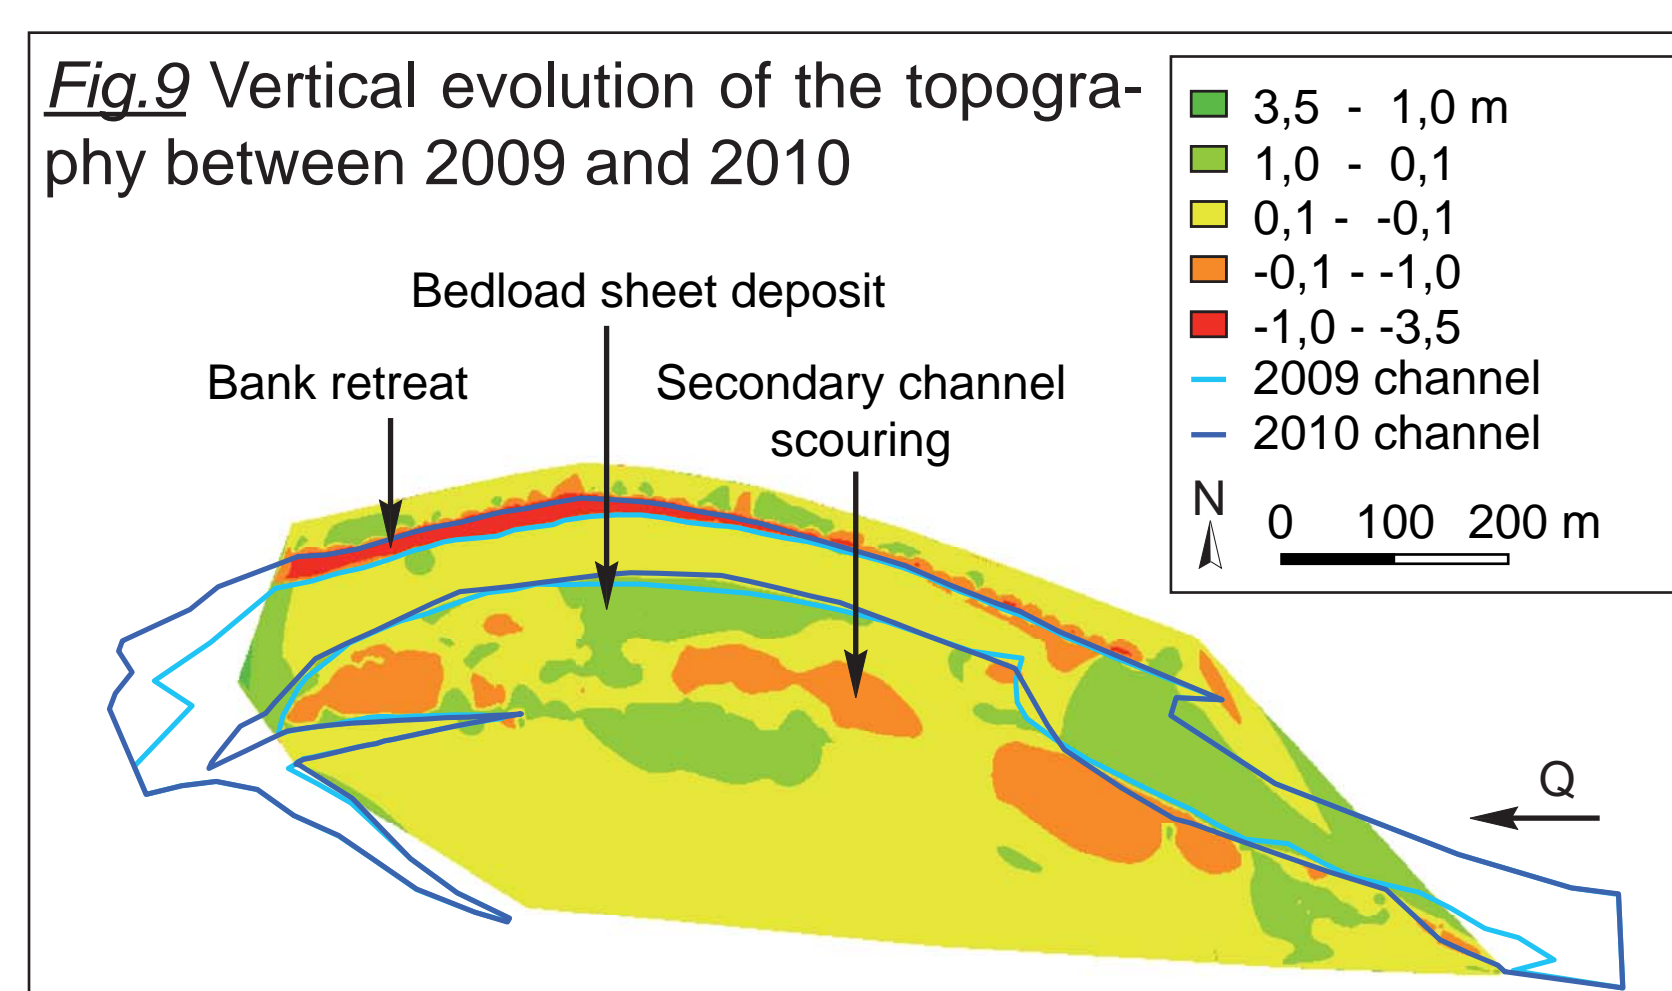 Fig.9 Vertical evolution of the topogra-
phy between 2009 and 2010
3,5 - 1,0 m
1,0 - 0,1
0,1 - -0,1
-0,1 - -1,0
-1,0 - -3,5
2009 channel
2010 channel
N
0 100 200 m
Bedload sheet deposit
Bank retreat
Secondary channel
scouring
Q